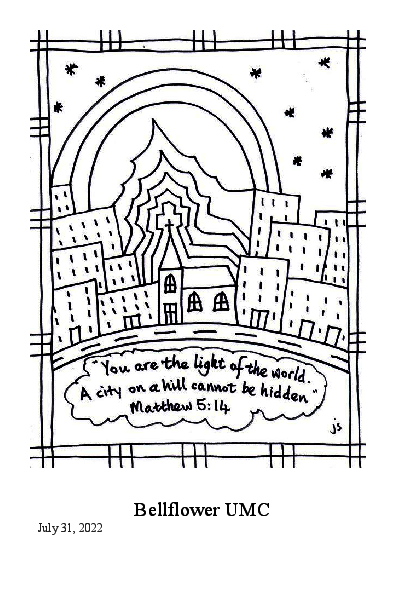 "You are the light of the world.
A city on a hill cannot be hidden"
Matthew 5:14
js
Bellflower UMC
July 31, 2022